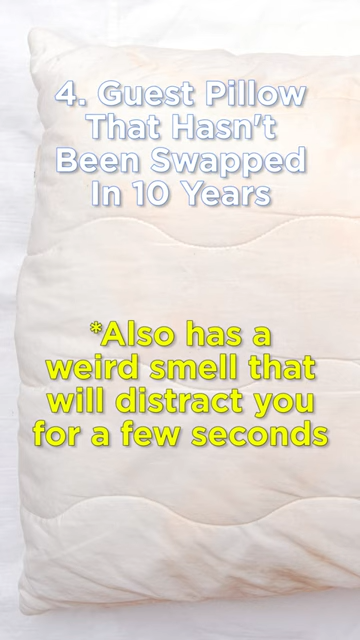 4. Guest Pillow
That Hasn't
Been Swapped
In 10 Years
*Also has a
weird smell that
will distract you
for a few seconds